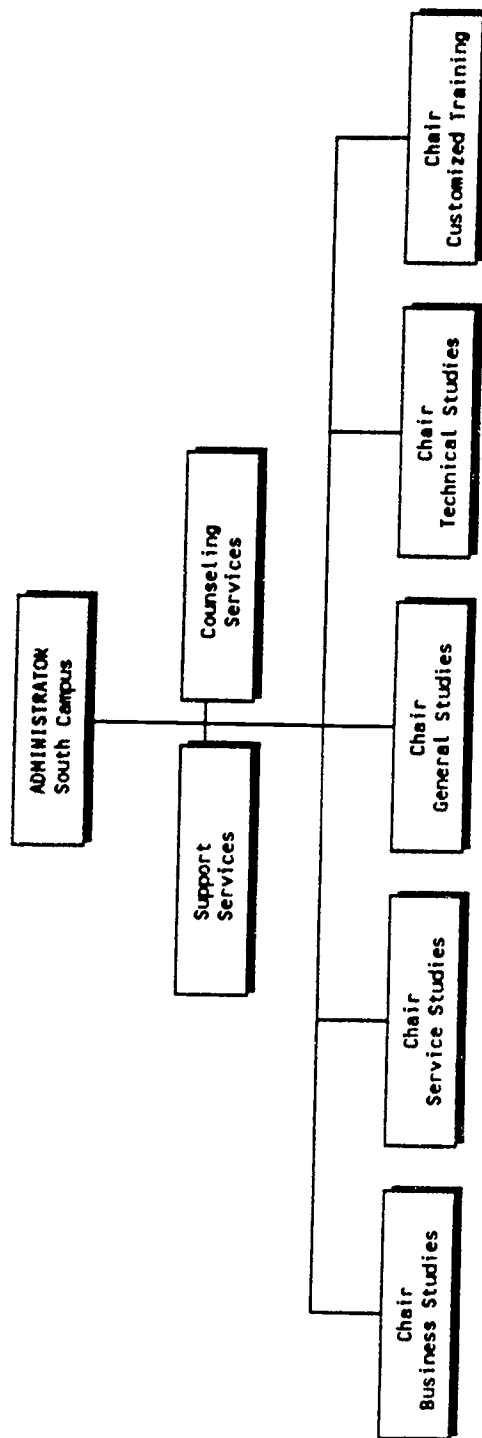 ADMINISTRATOR
South Campus
Support
Services
Counseling
Services
Chair
Business Studies
Chair
Service Studies
Chair
General Studies
Chair
Technical Studies
Chair
Customized Training